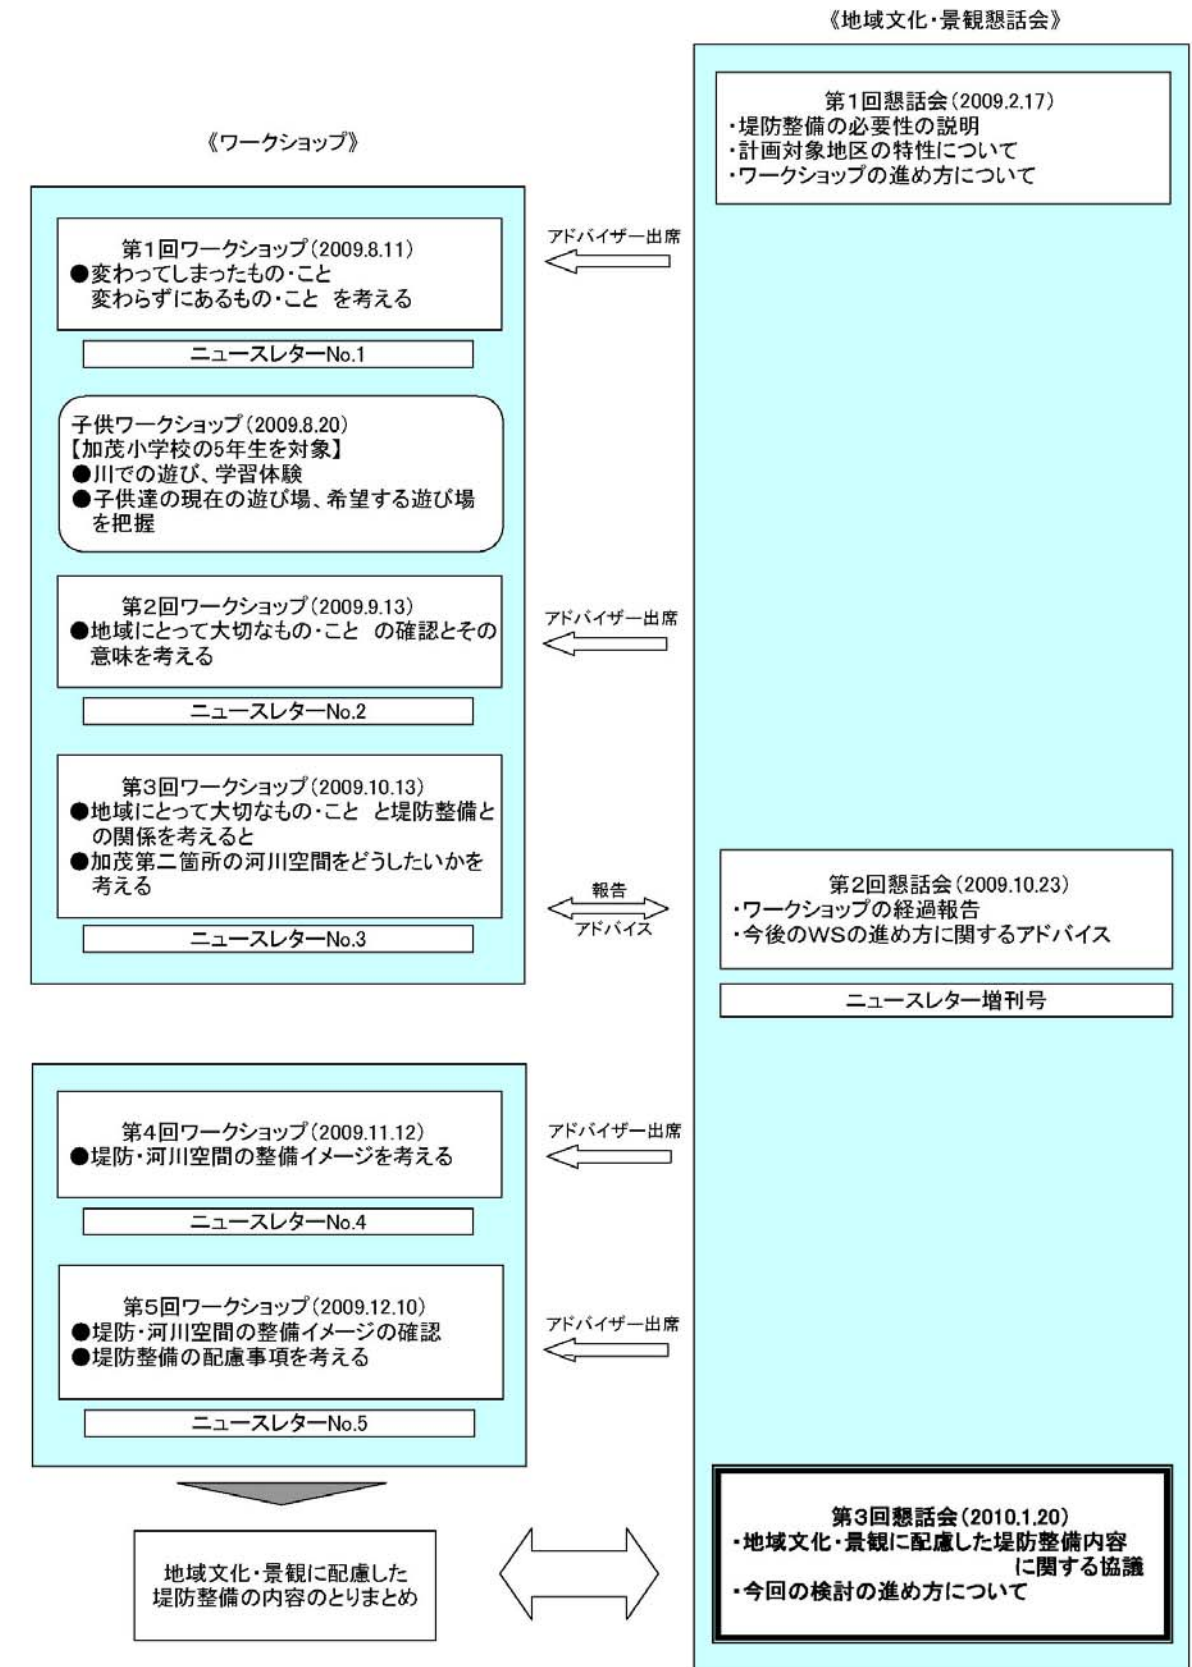 《地域文化・景観懇話会》
第1回懇話会(2009.2.17)
・堤防整備の必要性の説明
・計画対象地区の特性について
・ワークショップの進め方について
《ワークショップ》
第1回ワークショップ(2009.8.11)
●変わってしまったもの・こと
変わらずにあるもの・こと を考える
アドバイザー出席
ニュースレターNo.1
子供ワークショップ(2009.8.20)
【加茂小学校の5年生を対象】
●川での遊び、学習体験
●子供達の現在の遊び場、希望する遊び場
を把握
第2回ワークショップ(2009.9.13)
●地域にとって大切なもの・こと の確認とその
意味を考える
アドバイザー出席
ニュースレターNo.2
第3回ワークショップ(2009.10.13)
●地域にとって大切なもの・こと と堤防整備と
の関係を考えると
●加茂第二箇所の河川空間をどうしたいかを
考える
報告
アドバイス
ニュースレターNo.3
第2回懇話会(2009.10.23)
・ワークショップの経過報告
・今後のWSの進め方に関するアドバイス
ニュースレター増刊号
第4回ワークショップ(2009.11.12)
●堤防・河川空間の整備イメージを考える
アドバイザー出席
ニュースレターNo.4
第5回ワークショップ(2009.12.10)
●堤防・河川空間の整備イメージの確認
●堤防整備の配慮事項を考える
アドバイザー出席
ニュースレターNo.5
地域文化・景観に配慮した
堤防整備の内容のとりまとめ
第3回懇話会(2010.1.20)
・地域文化・景観に配慮した堤防整備内容
に関する協議
・今回の検討の進め方について